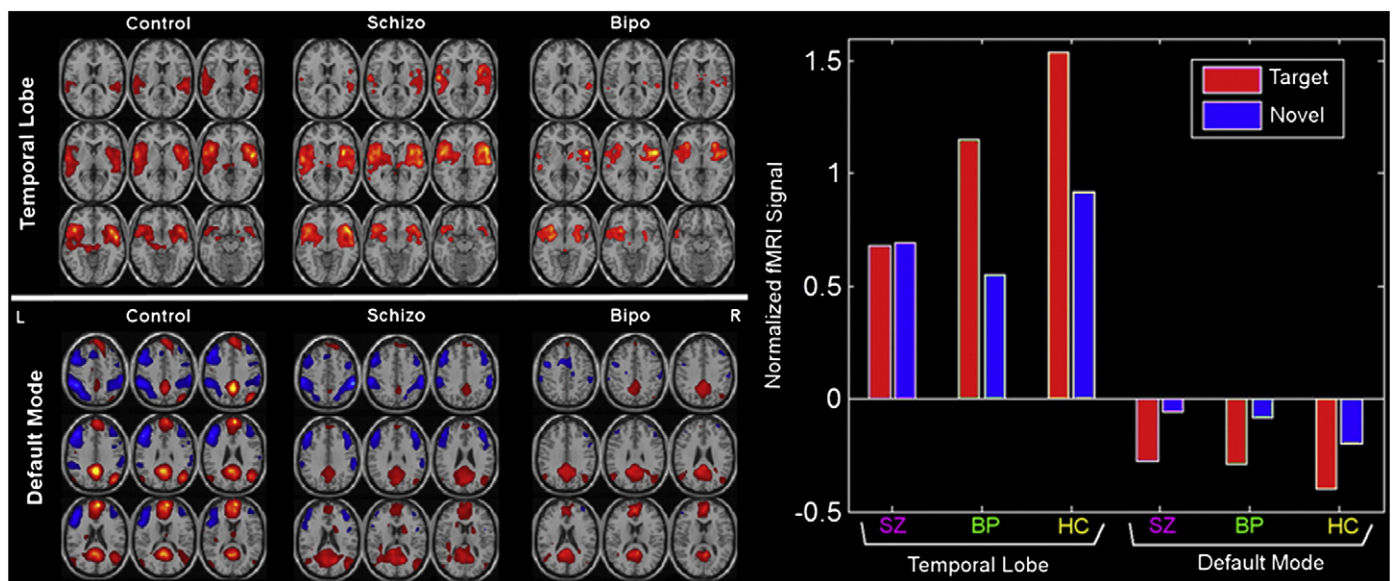 Control Schizo Bipo
Temporal Lobe
L Control Schizo Bipo R
Default Mode
Normalized fMRI Signal
1.5
1
0.5
0
-0.5
Target
Novel
SZ BP HC SZ BP HC
Temporal Lobe Default Mode